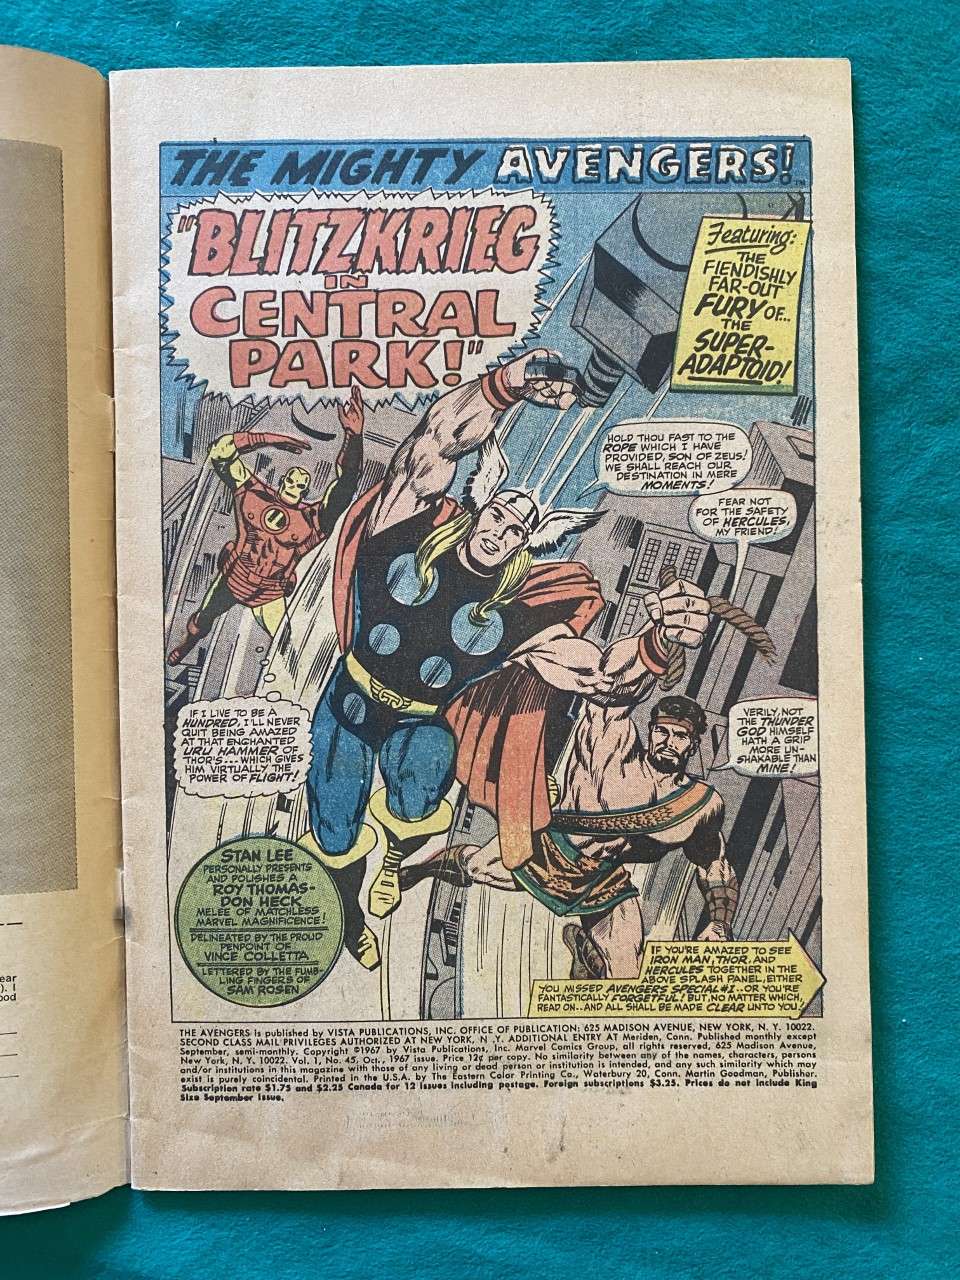 THE MIGHTY AVENGERS!
TM
"BLITZKRIEG
IN
CENTRAL
PARK!"
Featuring:
THE
FIENDISHLY
FAR-OUT
FURY OF...
THE
SUPER-
ADAPTOID!
HOLD THOU FAST TO THE
ROPE WHICH I HAVE
PROVIDED, SON OF ZEUS!
WE SHALL REACH OUR
DESTINATION IN MERE
MOMENTS!
FEAR NOT
FOR THE SAFETY
OF HERCULES,
MY FRIEND!
IF I LIVE TO BE A
HUNDRED, I'LL NEVER
QUIT BEING AMAZED
AT THAT ENCHANTED
URU HAMMER OF
THOR'S---WHICH GIVES
HIM VIRTUALLY THE
POWER OF FLIGHT!
VERILY, NOT
THE THUNDER
GOD HIMSELF
HATH A GRIP
MORE UN-
SHAKABLE THAN
MINE!
STAN LEE
PERSONALLY PRESENTS
AND POLISHES A
ROY THOMAS-
DON HECK
MELEE OF MATCHLESS
MARVEL MAGNIFICENCE!
DELINEATED BY THE PROUD
PENPOINT OF
VINCE COLLETTA
LETTERED BY THE FUMB-
LING FINGERS OF
SAM ROSEN
IF YOU'RE AMAZED TO SEE
IRON MAN, THOR, AND
HERCULES TOGETHER IN THE
ABOVE SPLASH PANEL, EITHER
YOU MISSED AVENGERS SPECIAL #1--OR YOU'RE
FANTASTICALLY FORGETFUL! BUT, NO MATTER WHICH,
READ ON--AND ALL SHALL BE MADE CLEAR UNTO YOU!
THE AVENGERS is published by VISTA PUBLICATIONS, INC. OFFICE OF PUBLICATION: 625 MADISON AVENUE, NEW YORK, N. Y. 10022.
SECOND CLASS MAIL PRIVILEGES AUTHORIZED AT NEW YORK, N .Y. ADDITIONAL ENTRY AT Meriden, Conn. Published monthly except
September, semi-monthly. Copyright ©1967 by Vista Publications, Inc. Marvel Comics Group, all rights reserved, 625 Madison Avenue,
New York, N. Y. 10022. Vol. 1, No. 45, Oct., 1967 issue. Price 12¢ per copy. No similarity between any of the names, characters, persons
and/or institutions in this magazine with those of any living or dead person or institution is intended, and any such similarity which may
exist is purely coincidental. Printed in the U.S.A. by The Eastern Color Printing Co., Waterbury 20, Conn. Martin Goodman, Publisher.
Subscription rate $1.75 and $2.25 Canada for 12 issues including postage. Foreign subscriptions $3.25. Prices do not include King
Size September issue.